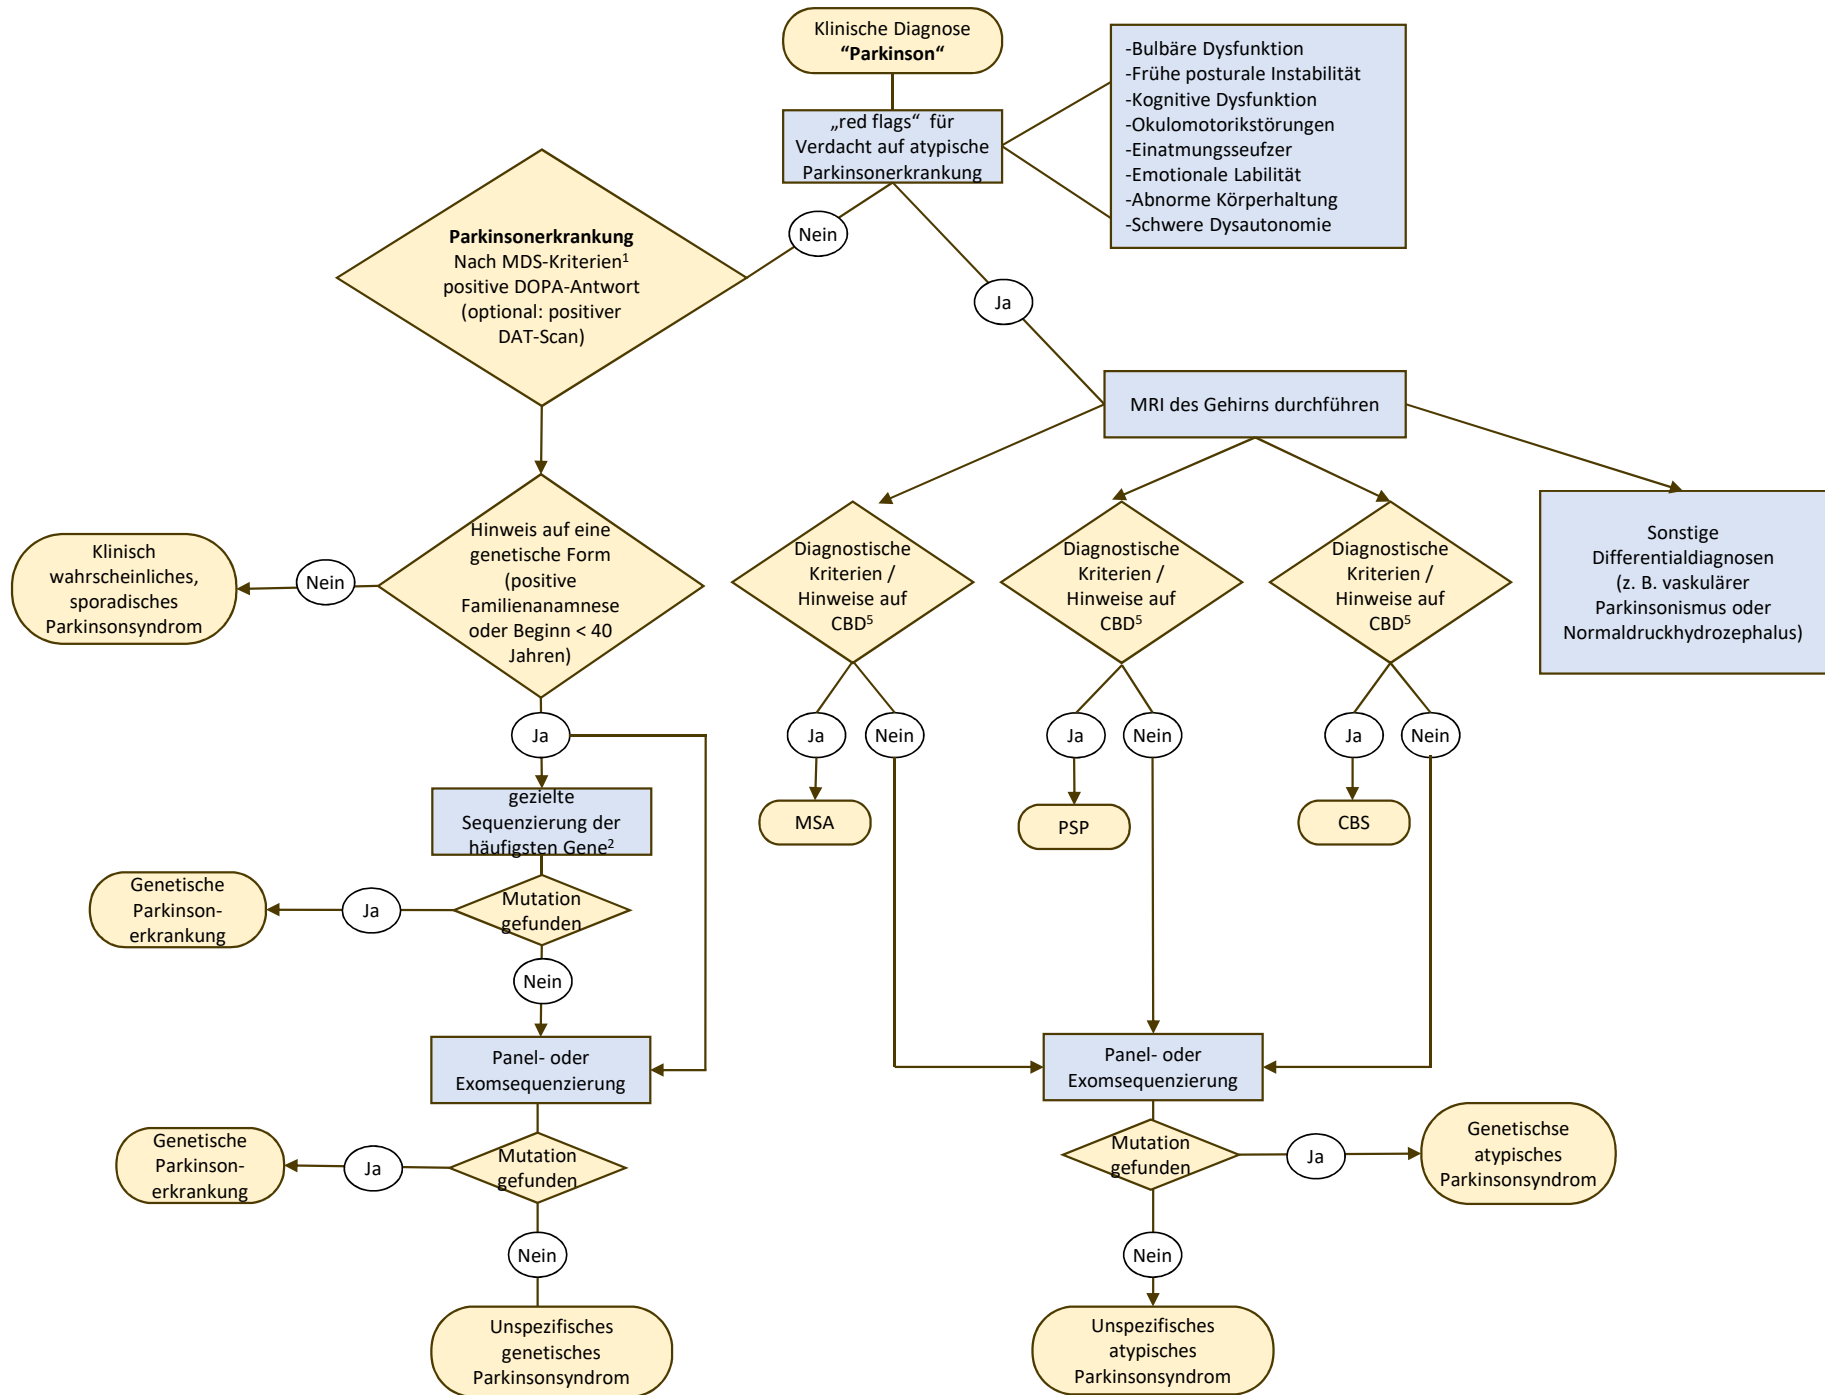 Klinische Diagnose
“Parkinson“
„red flags“ für
Verdacht auf atypische
Parkinsonerkrankung
-Bulbäre Dysfunktion
-Frühe posturale Instabilität
-Kognitive Dysfunktion
-Okulomotorikstörungen
-Einatmungsseufzer
-Emotionale Labilität
-Abnorme Körperhaltung
-Schwere Dysautonomie
Nein
Ja
Parkinsonerkrankung
Nach MDS-Kriterien¹
positive DOPA-Antwort
(optional: positiver
DAT-Scan)
MRI des Gehirns durchführen
Hinweis auf eine
genetische Form
(positive
Familienanamnese
oder Beginn < 40
Jahren)
Nein
Klinisch
wahrscheinliches,
sporadisches
Parkinsonsyndrom
Diagnostische
Kriterien /
Hinweise auf
CBD⁵
Diagnostische
Kriterien /
Hinweise auf
CBD⁵
Diagnostische
Kriterien /
Hinweise auf
CBD⁵
Sonstige
Differentialdiagnosen
(z. B. vaskulärer
Parkinsonismus oder
Normaldruckhydrozephalus)
Ja
Ja
Nein
Ja
Nein
Ja
Nein
gezielte
Sequenzierung der
häufigsten Gene²
MSA
PSP
CBS
Mutation
gefunden
Ja
Genetische
Parkinson-
erkrankung
Nein
Panel- oder
Exomsequenzierung
Panel- oder
Exomsequenzierung
Mutation
gefunden
Ja
Genetische
Parkinson-
erkrankung
Mutation
gefunden
Ja
Genetischse
atypisches
Parkinsonsyndrom
Nein
Nein
Unspezifisches
genetisches
Parkinsonsyndrom
Unspezifisches
atypisches
Parkinsonsyndrom